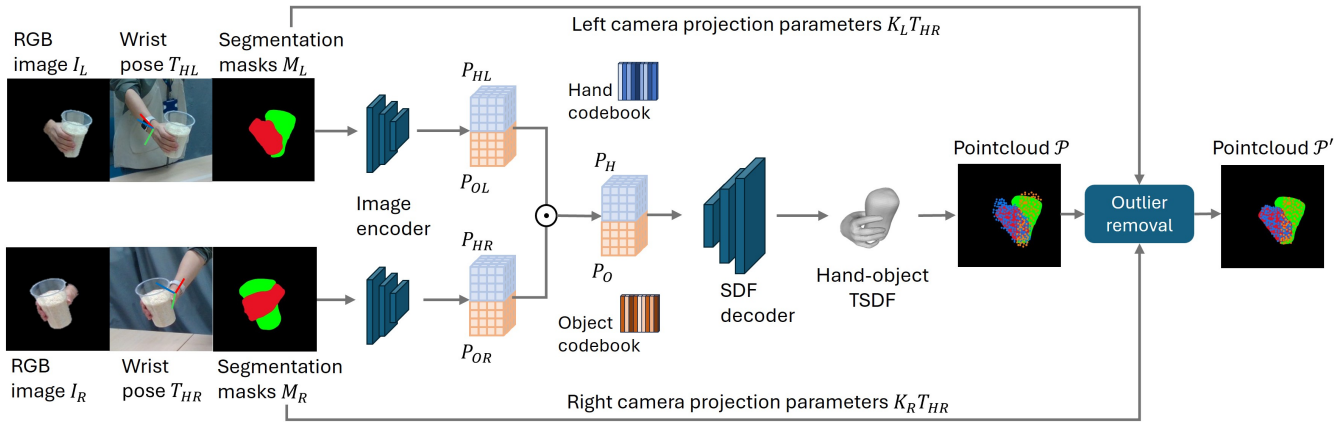 Left camera projection parameters K_L T_HR
RGB
image I_L
Wrist
pose T_HL
Segmentation
masks M_L
P_HL
P_OL
Hand
codebook
Image
encoder
P_HR
P_OR
P_H
P_O
Object
codebook
SDF
decoder
Hand-object
TSDF
Pointcloud 𝒫
Outlier
removal
Pointcloud 𝒫′
RGB
image I_R
Wrist
pose T_HR
Segmentation
masks M_R
Right camera projection parameters K_R T_HR